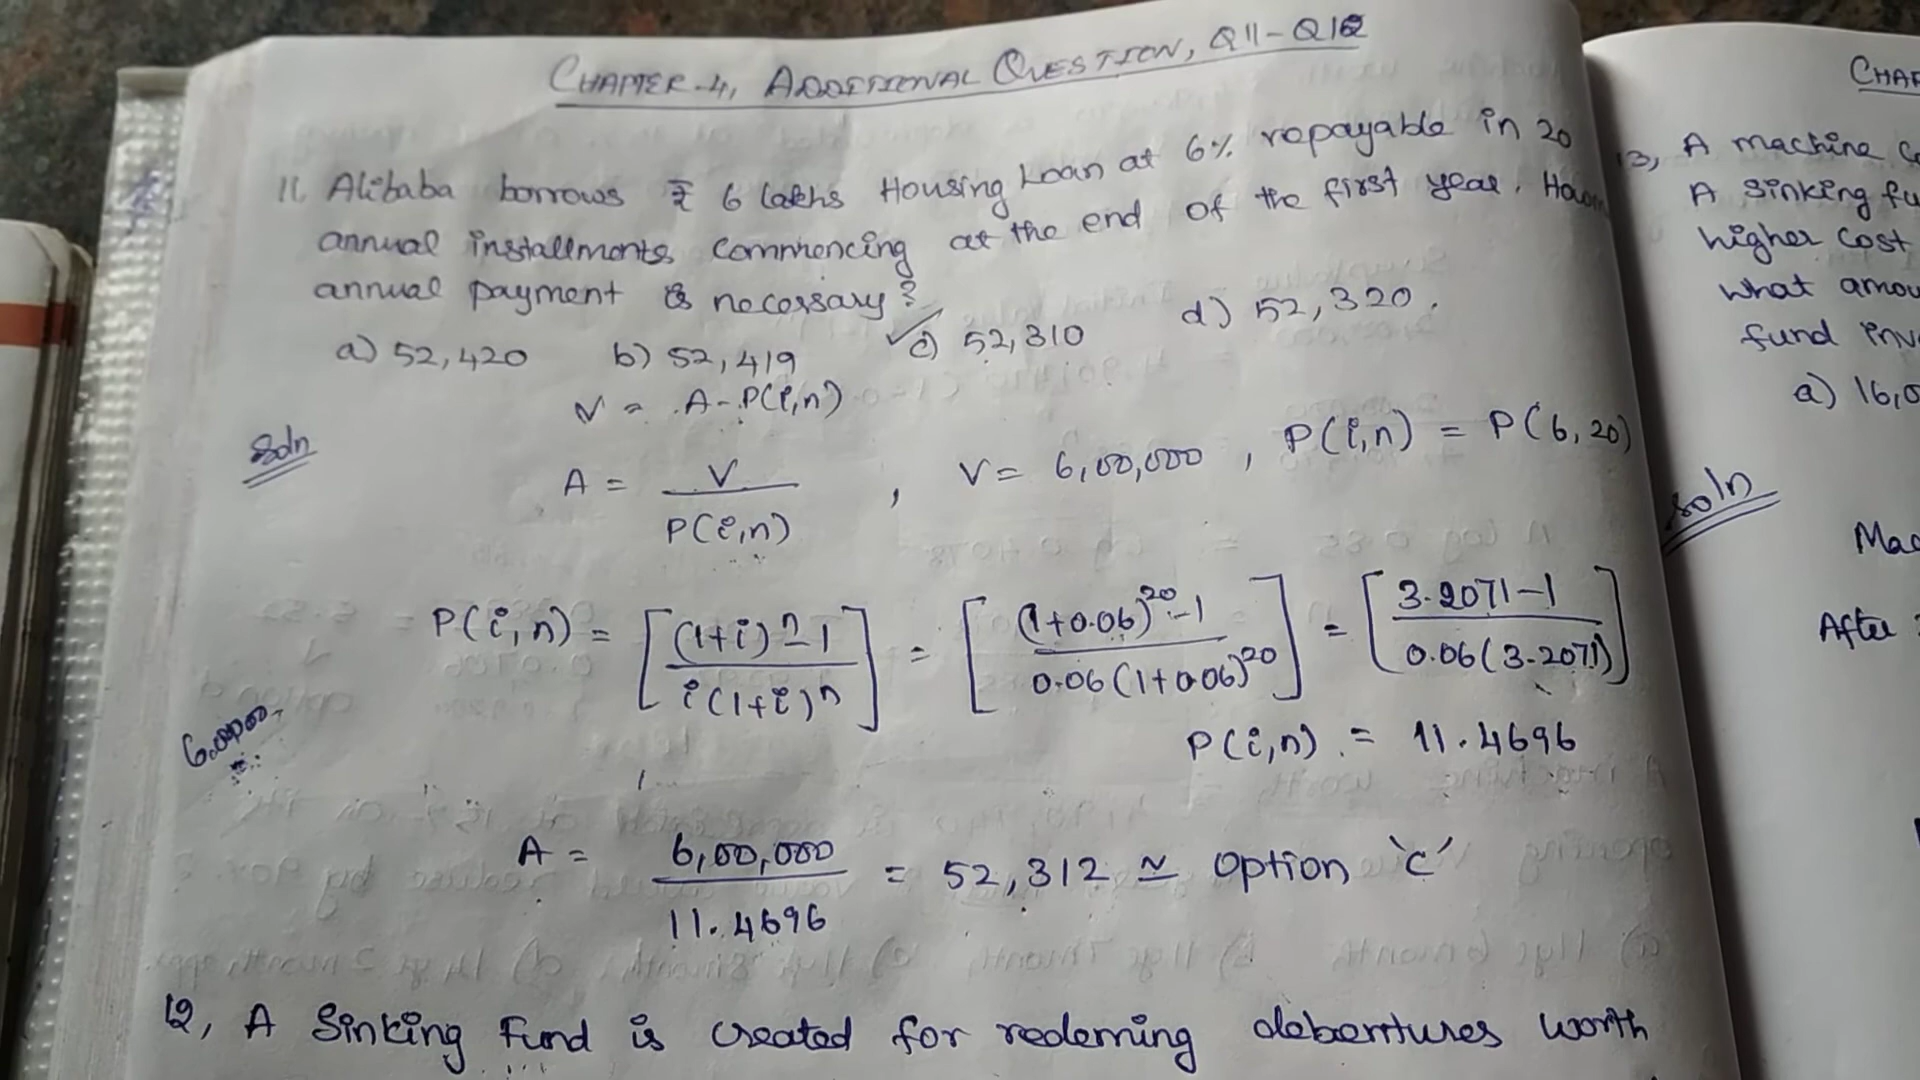 CHAPTER-4, ADDITIONAL QUESTION, Q11-Q12
11. Alibaba borrows ₹ 6 lakhs Housing Loan at 6% repayable in 20
annual installments commencing at the end of the first year. How
annual payment is necessary?
a) 52,420 b) 52,419 c) 52,310 d) 52,320.
V = A-P(i,n)
Soln
A = V / P(i,n) , V = 6,00,000 , P(i,n) = P(6,20)
P(i,n) = [(1+i)^n-1 / i(1+i)^n] = [(1+0.06)^20-1 / 0.06(1+0.06)^20] = [3.2071-1 / 0.06(3.2071)]
P(i,n) = 11.4696
A = 6,00,000 / 11.4696 = 52,312 ≃ Option 'c'
12, A Sinking Fund is created for redeming debentures worth
CHAP
13, A machine Co
A Sinking fu
higher cost
what amou
fund inv
a) 16,0
Soln
Mac
After